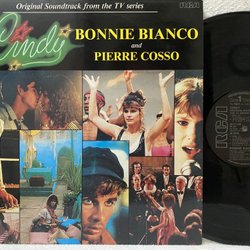 Original Soundtrack from the TV series
RCA
Cindy
BONNIE BIANCO
and
PIERRE COSSO
RCA